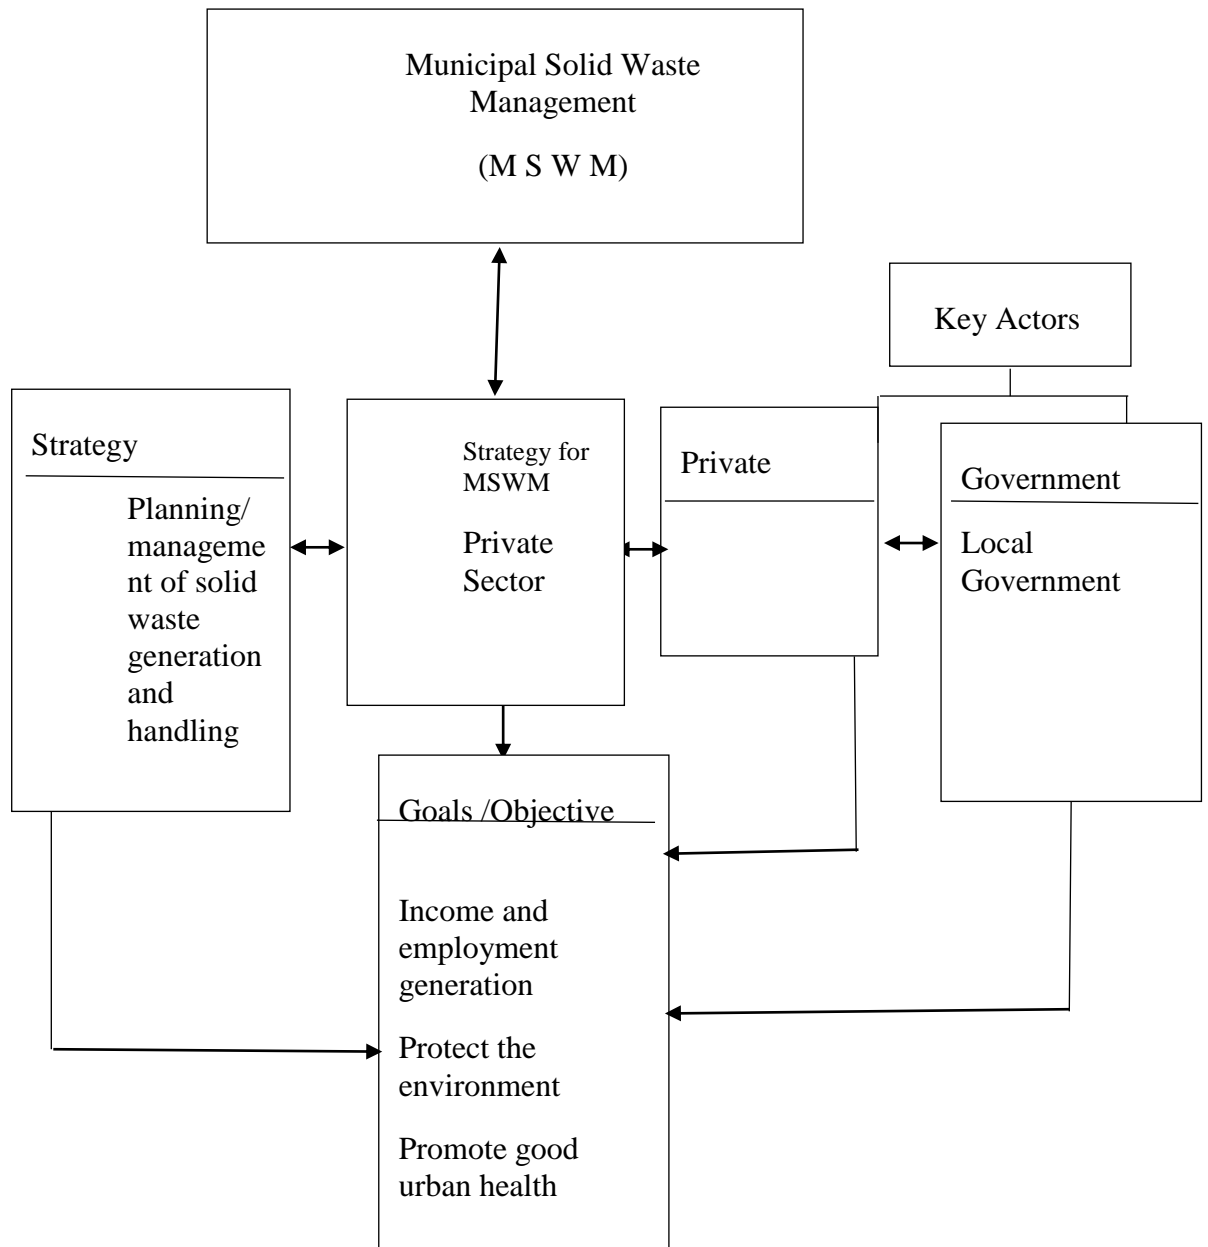 Municipal Solid Waste
Management
(M S W M)
Key Actors
Strategy
Planning/
manageme
nt of solid
waste
generation
and
handling
Strategy for
MSWM
Private
Sector
Private
Government
Local
Government
Goals /Objective
Income and
employment
generation
Protect the
environment
Promote good
urban health